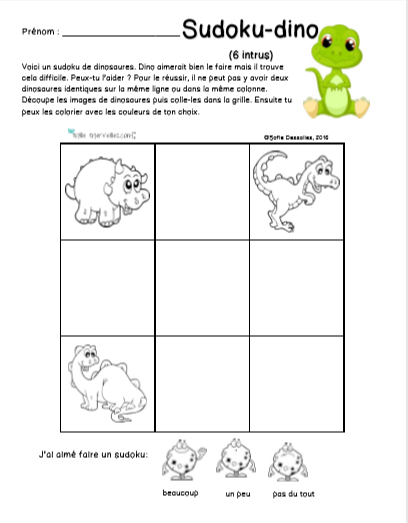 Prénom : ____________________ Sudoku-dino
(6 intrus)
Voici un sudoku de dinosaures. Dino aimerait bien le faire mais il trouve
cela difficile. Peux-tu l'aider ? Pour le réussir, il ne peut pas y avoir deux
dinosaures identiques sur la même ligne ou dans la même colonne.
Découpe les images de dinosaures puis colle-les dans la grille. Ensuite tu
peux les colorier avec les couleurs de ton choix.
©Sofie Dessalles, 2016
J'ai aimé faire un sudoku:
beaucoup un peu pas du tout